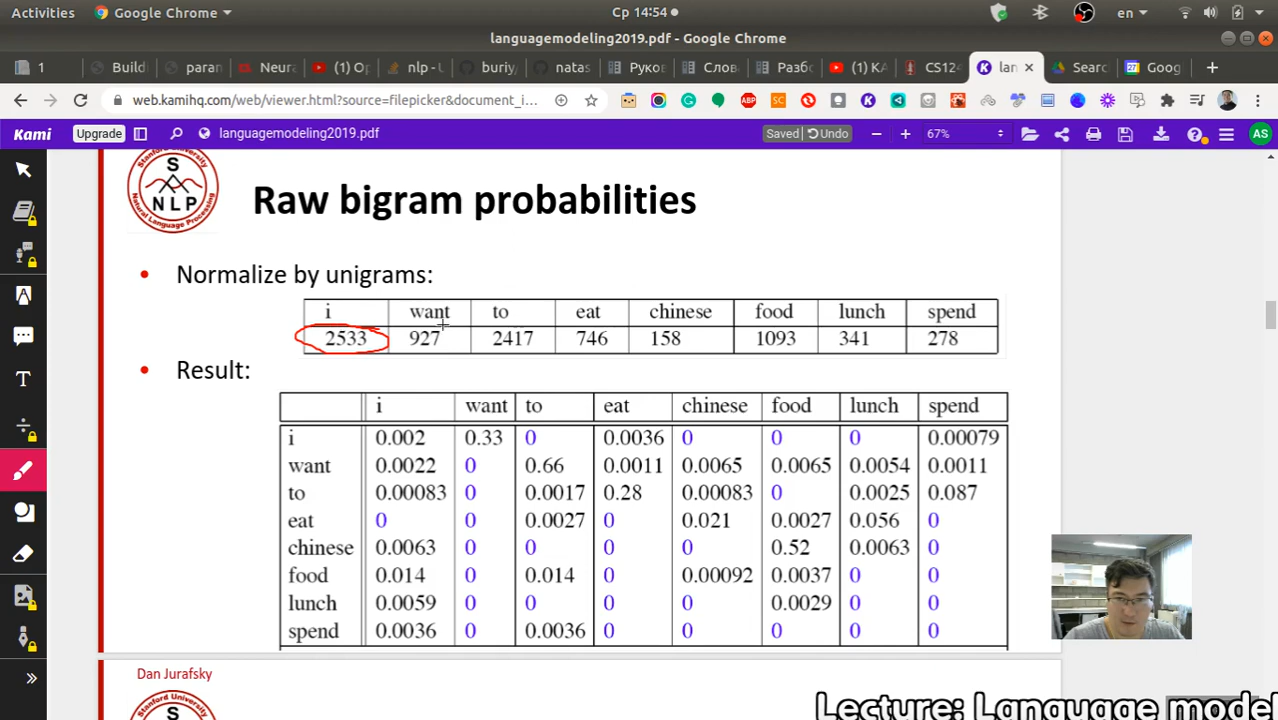 Activities Google Chrome Ср 14:54 en
languagemodeling2019.pdf - Google Chrome
1 Build paran Neura (1) Op nlp - U buriy, natas Руков Слова Разбо (1) KA CS124 lan Searc Goog
web.kamihq.com/web/viewer.html?source=filepicker&document_i...
Kami Upgrade languagemodeling2019.pdf Saved Undo 67% AS
Stanford University
S
N L P
Natural Language Processing
Raw bigram probabilities
• Normalize by unigrams:
i want to eat chinese food lunch spend
2533 927 2417 746 158 1093 341 278
• Result:
i want to eat chinese food lunch spend
i 0.002 0.33 0 0.0036 0 0 0 0.00079
want 0.0022 0 0.66 0.0011 0.0065 0.0065 0.0054 0.0011
to 0.00083 0 0.0017 0.28 0.00083 0 0.0025 0.087
eat 0 0 0.0027 0 0.021 0.0027 0.056 0
chinese 0.0063 0 0 0 0 0.52 0.0063 0
food 0.014 0 0.014 0 0.00092 0.0037 0 0
lunch 0.0059 0 0 0 0 0.0029 0 0
spend 0.0036 0 0.0036 0 0 0 0 0
Dan Jurafsky
Lecture: Language model